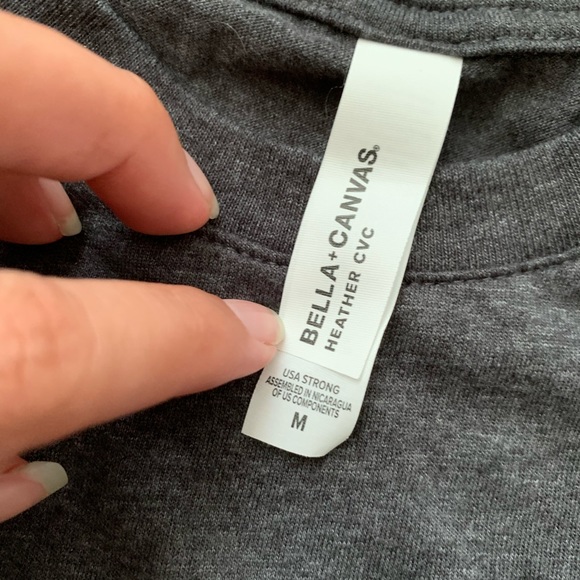 BELLA+CANVAS®
HEATHER CVC
USA STRONG
ASSEMBLED IN NICARAGUA
OF US COMPONENTS
M